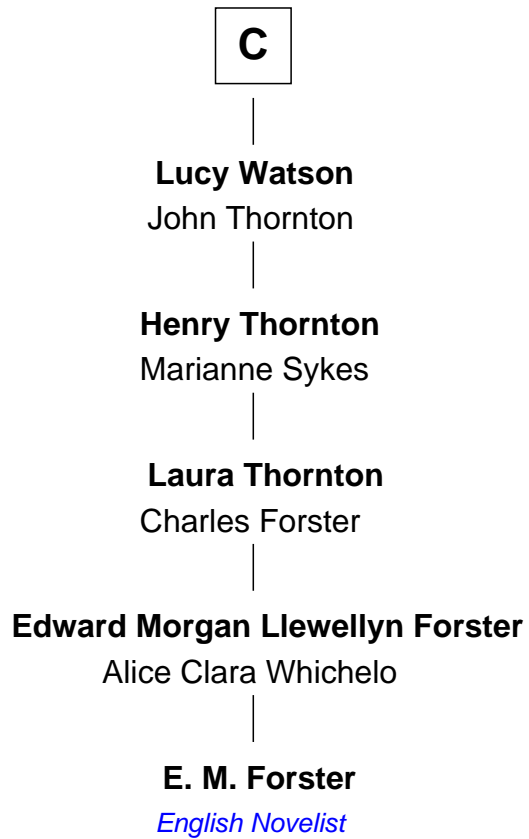 C
Lucy Watson
John Thornton
Henry Thornton
Marianne Sykes
Laura Thornton
Charles Forster
Edward Morgan Llewellyn Forster
Alice Clara Whichelo
E. M. Forster
English Novelist